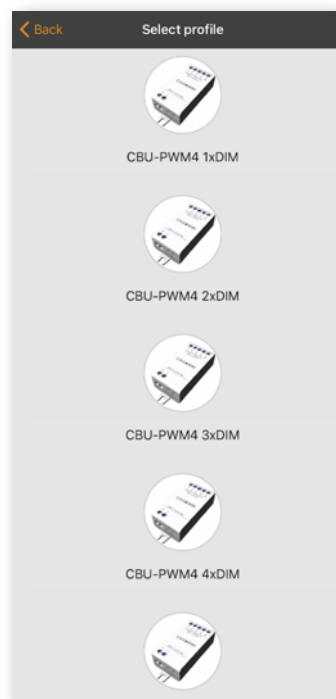 Back
Select profile
CBU-PWM4 1xDIM
CBU-PWM4 2xDIM
CBU-PWM4 3xDIM
CBU-PWM4 4xDIM